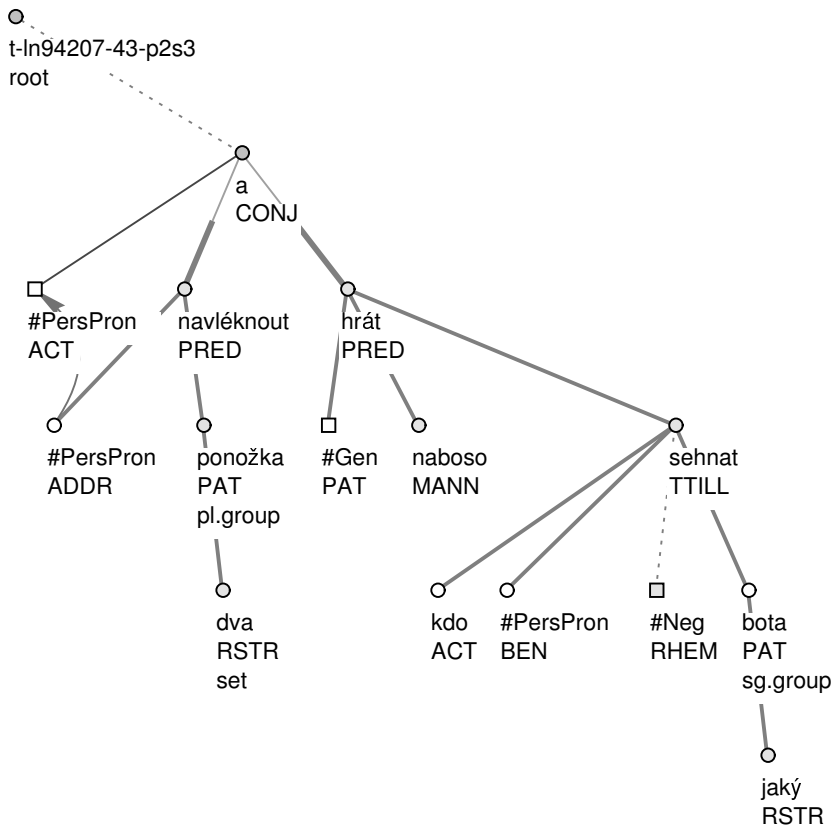 t-ln94207-43-p2s3
root
a
CONJ
#PersPron
ACT
navléknout
PRED
hrát
PRED
#PersPron
ADDR
ponožka
PAT
pl.group
#Gen
PAT
naboso
MANN
sehnat
TTILL
dva
RSTR
set
kdo
ACT
#PersPron
BEN
#Neg
RHEM
bota
PAT
sg.group
jaký
RSTR